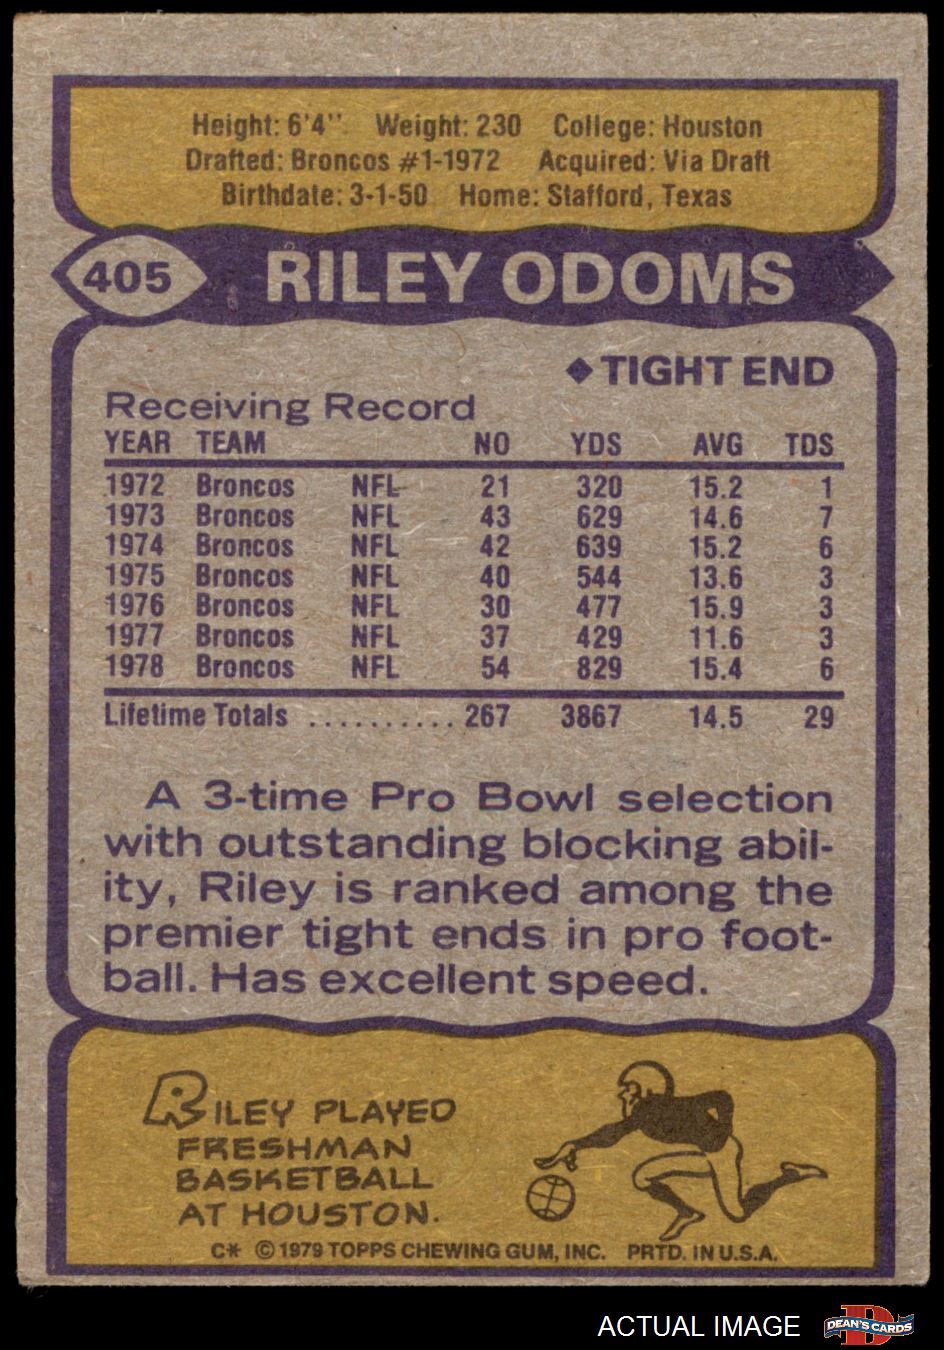 Height: 6'4" Weight: 230 College: Houston
Drafted: Broncos #1-1972 Acquired: Via Draft
Birthdate: 3-1-50 Home: Stafford, Texas
405 RILEY ODOMS
◆TIGHT END
Receiving Record
YEAR TEAM NO YDS AVG TDS
1972 Broncos NFL 21 320 15.2 1
1973 Broncos NFL 43 629 14.6 7
1974 Broncos NFL 42 639 15.2 6
1975 Broncos NFL 40 544 13.6 3
1976 Broncos NFL 30 477 15.9 3
1977 Broncos NFL 37 429 11.6 3
1978 Broncos NFL 54 829 15.4 6
Lifetime Totals .......... 267 3867 14.5 29
A 3-time Pro Bowl selection
with outstanding blocking abil-
ity, Riley is ranked among the
premier tight ends in pro foot-
ball. Has excellent speed.
RILEY PLAYED
FRESHMAN
BASKETBALL
AT HOUSTON.
C* ©1979 TOPPS CHEWING GUM, INC. PRTD. IN U.S.A.
ACTUAL IMAGE DEAN'S CARDS